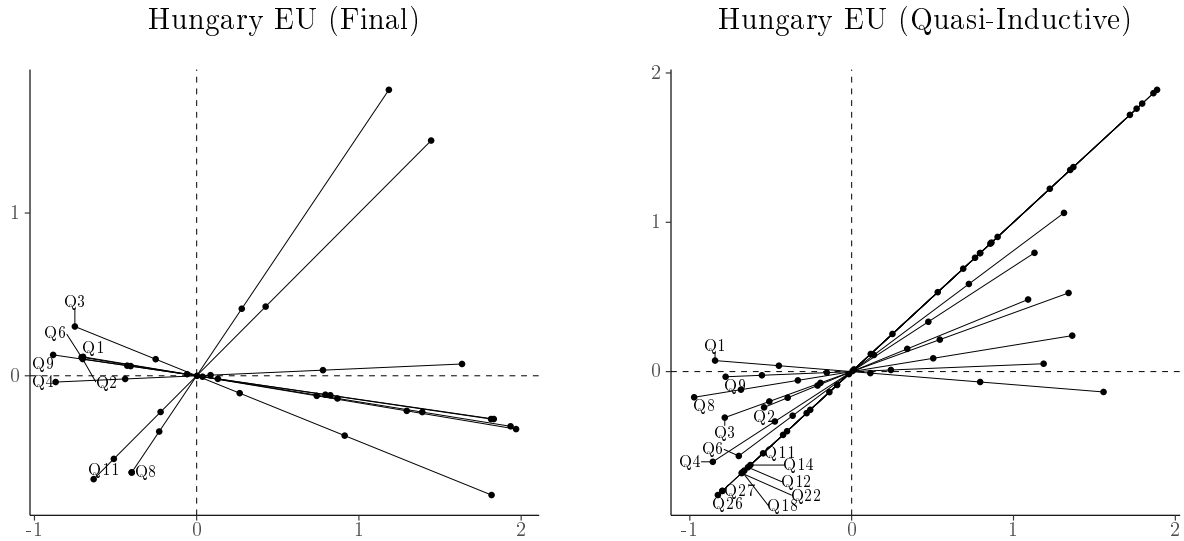 Hungary EU (Final)
1
0
-1
0
1
2
Q3
Q6
Q1
Q9
Q4
Q2
Q11
Q8
Hungary EU (Quasi-Inductive)
2
1
0
-1
0
1
2
Q1
Q9
Q8
Q2
Q3
Q6
Q4
Q11
Q14
Q12
Q27
Q22
Q26
Q18